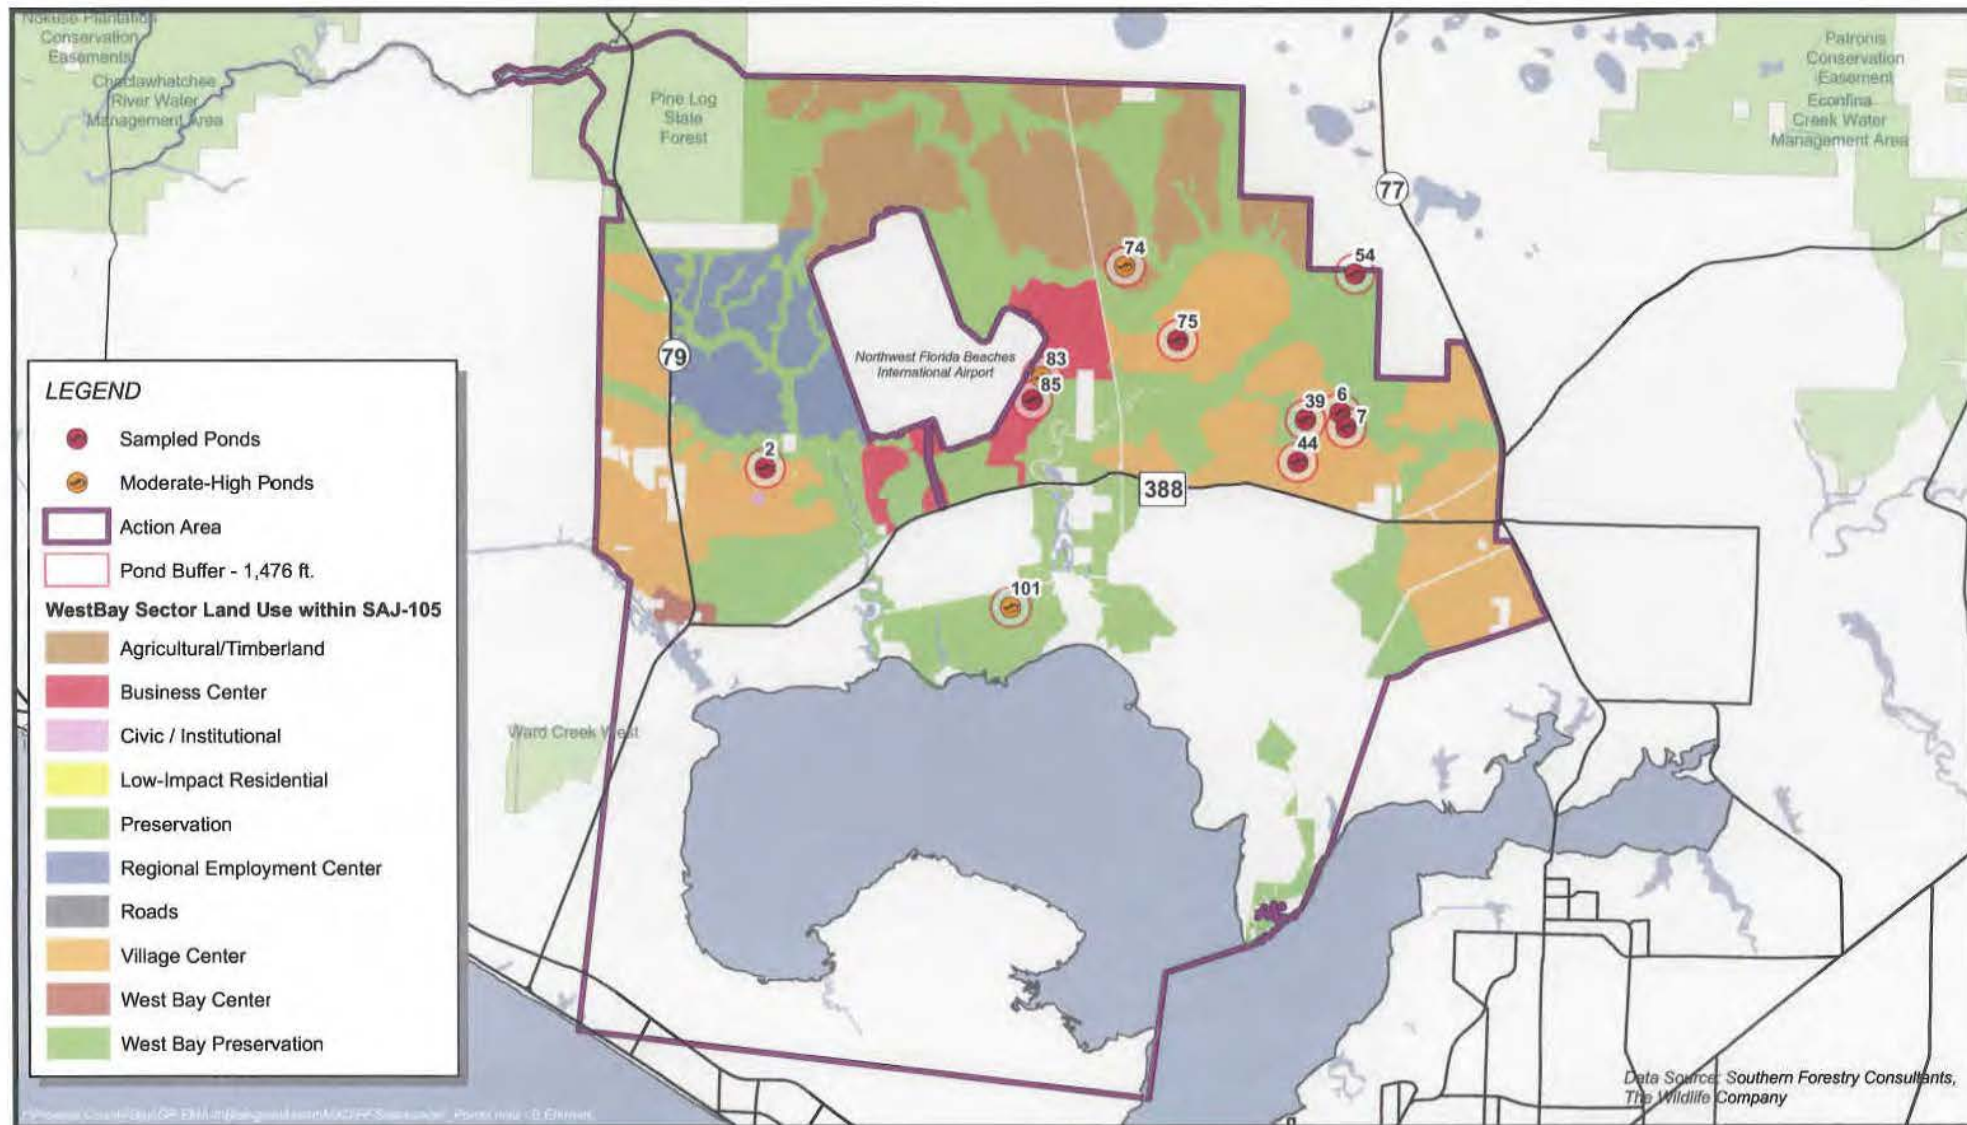 Nokuse Plantation
Conservation
Easements
Choctawhatchee
River Water
Management Area
Pine Log
State
Forest
Patronis
Conservation
Easement
Econfina
Creek Water
Management Area
77
74
54
75
79
Northwest Florida Beaches
International Airport
83
85
39
6
7
44
2
388
101
Ward Creek West
LEGEND
Sampled Ponds
Moderate-High Ponds
Action Area
Pond Buffer - 1,476 ft.
WestBay Sector Land Use within SAJ-105
Agricultural/Timberland
Business Center
Civic / Institutional
Low-Impact Residential
Preservation
Regional Employment Center
Roads
Village Center
West Bay Center
West Bay Preservation
Data Source: Southern Forestry Consultants,
The Wildlife Company